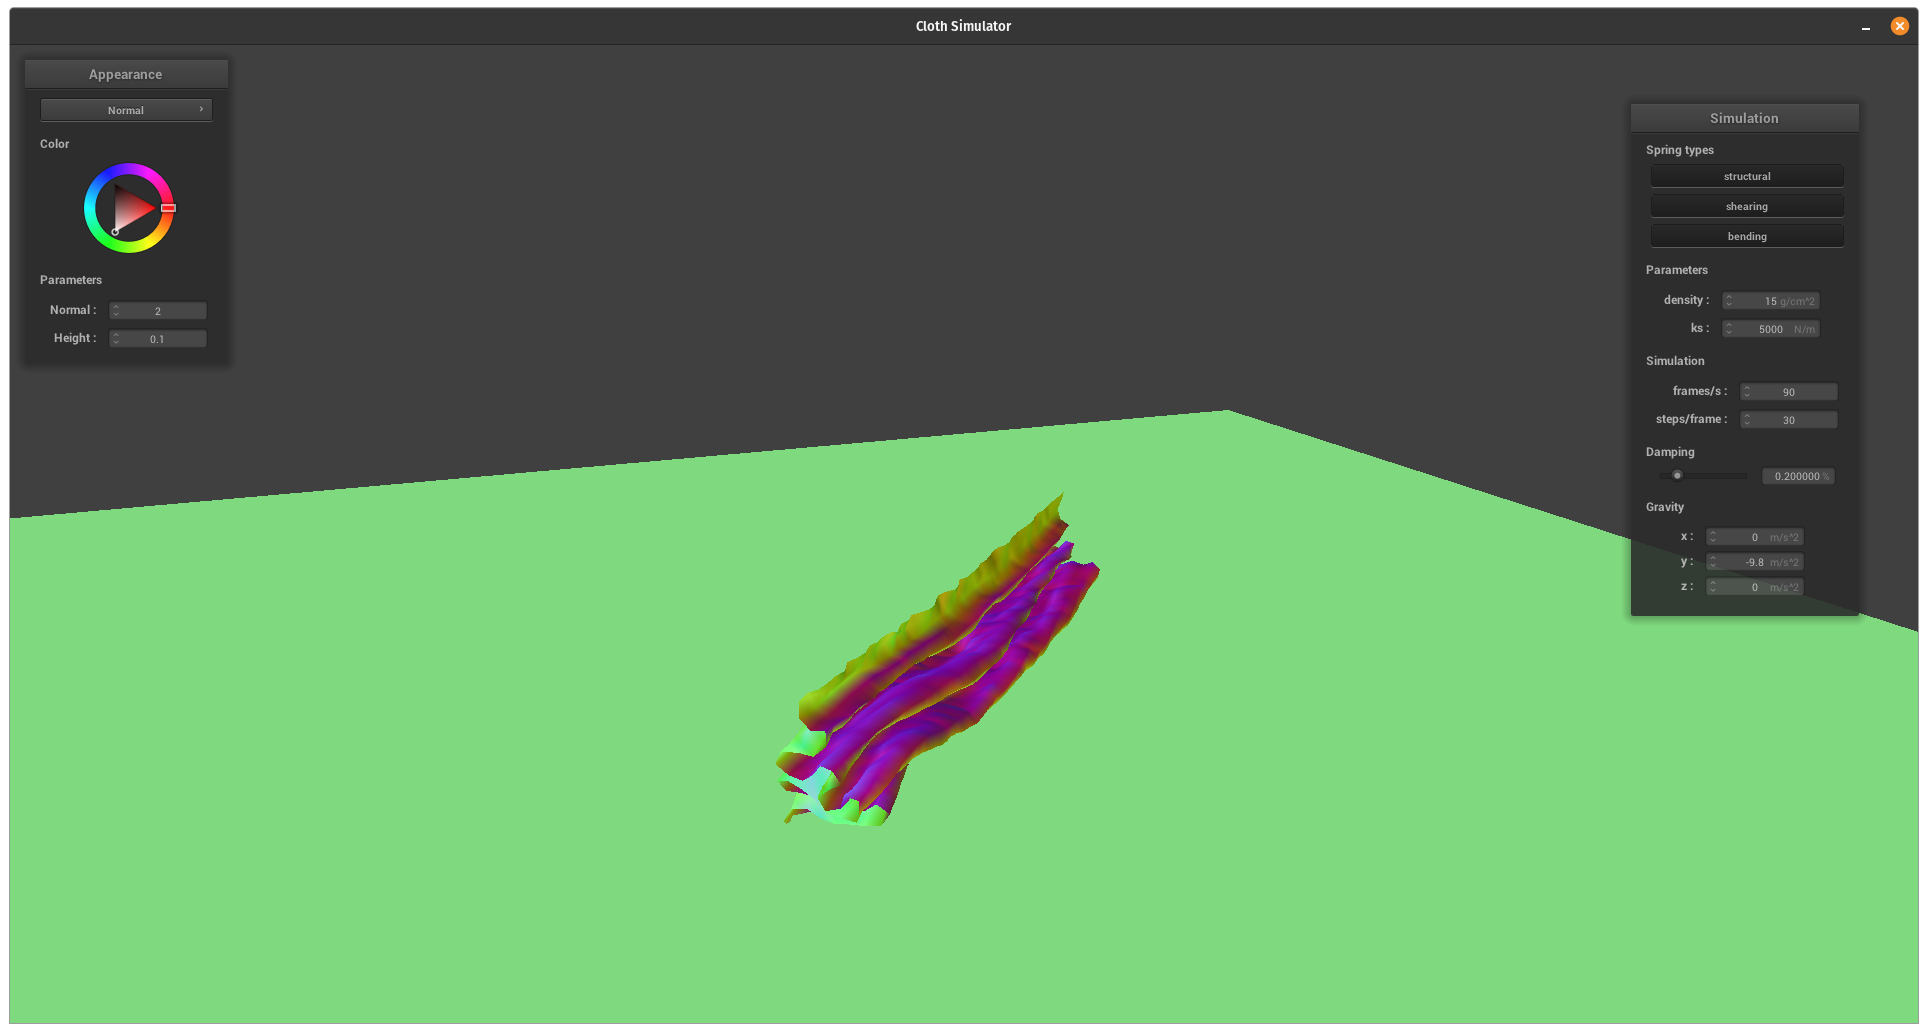 Cloth Simulator
Appearance
Normal
Color
Parameters
Normal : 2
Height : 0.1
Simulation
Spring types
structural
shearing
bending
Parameters
density : 15 g/cm^2
ks : 5000 N/m
Simulation
frames/s : 90
steps/frame : 30
Damping
0.200000 %
Gravity
x : 0 m/s^2
y : -9.8 m/s^2
z : 0 m/s^2